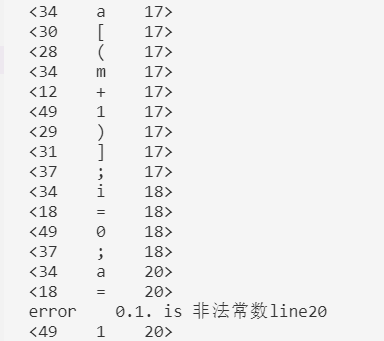 <34 a 17>
<30 [ 17>
<28 ( 17>
<34 m 17>
<12 + 17>
<49 1 17>
<29 ) 17>
<31 ] 17>
<37 ; 17>
<34 i 18>
<18 = 18>
<49 0 18>
<37 ; 18>
<34 a 20>
<18 = 20>
error 0.1. is 非法常数line20
<49 1 20>